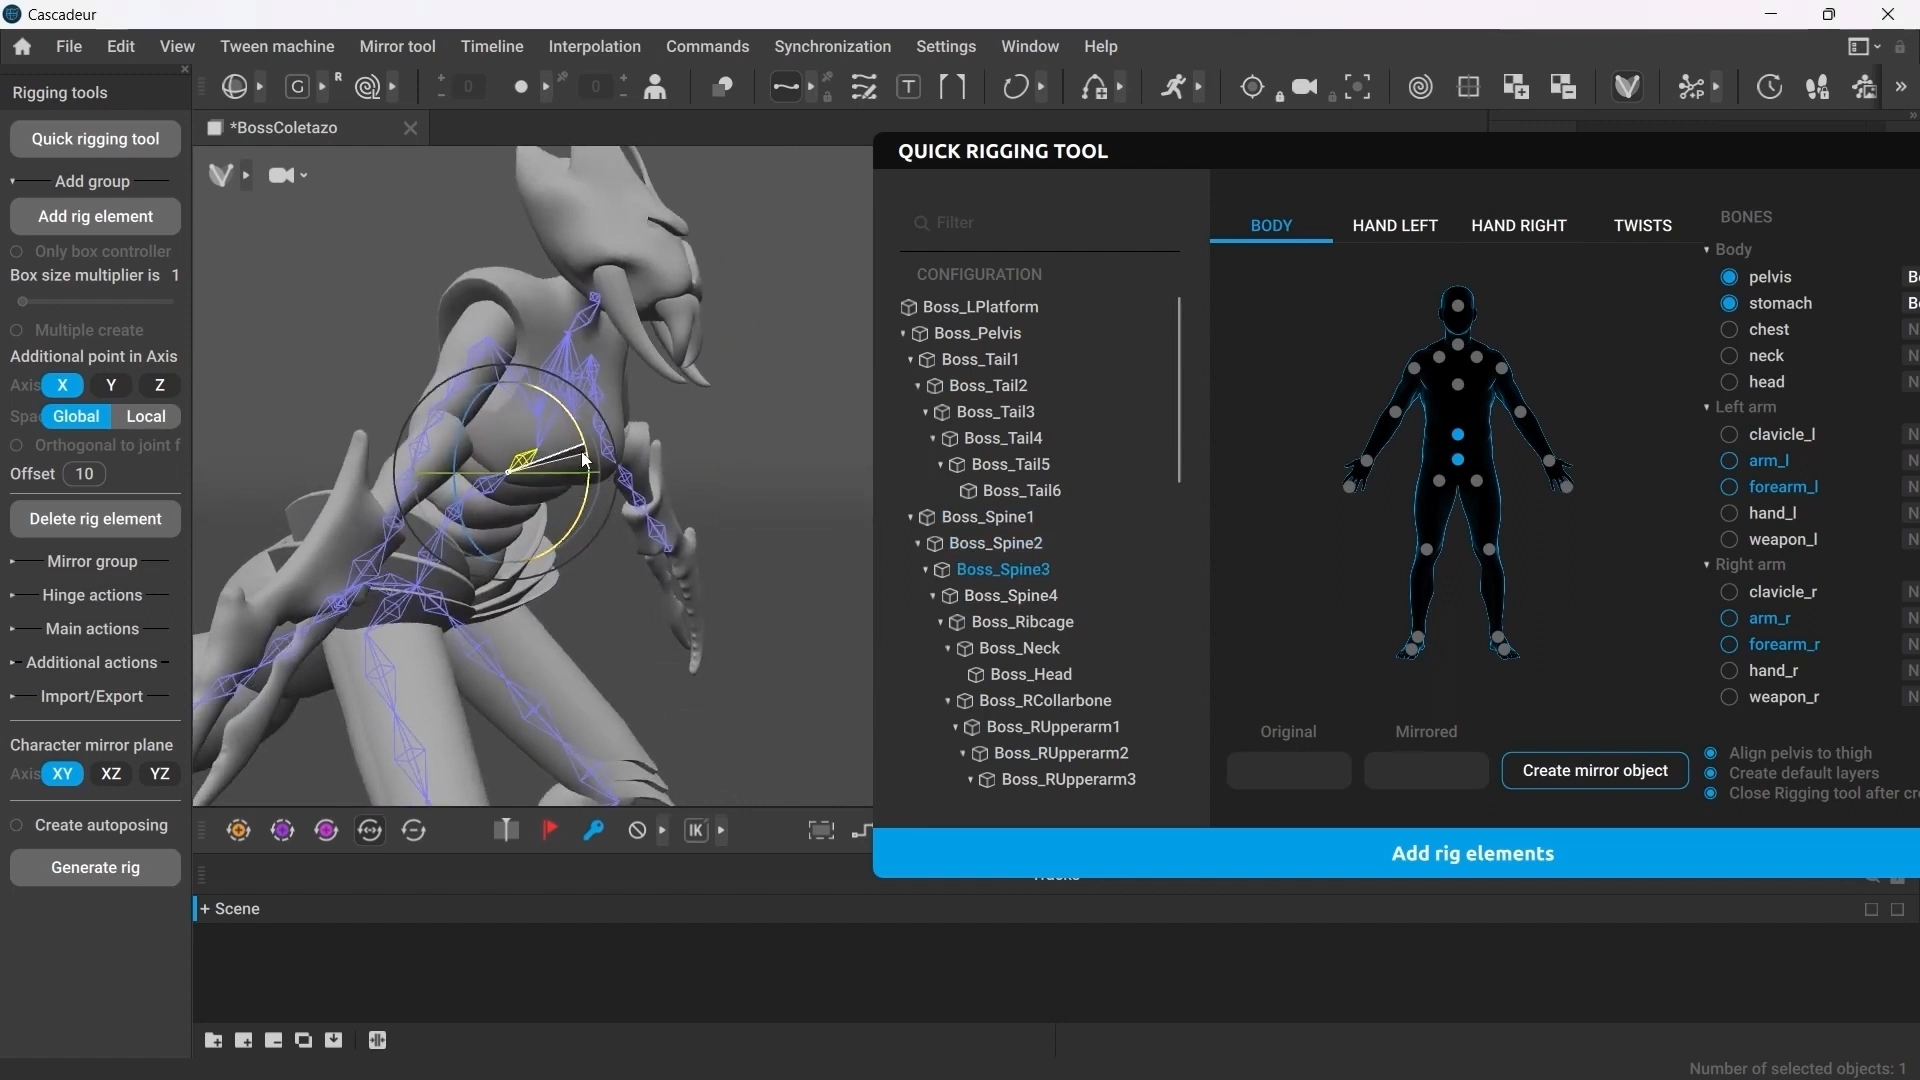 Cascadeur
File Edit View Tween machine Mirror tool Timeline Interpolation Commands Synchronization Settings Window Help
Rigging tools
G R
0
0
T
P
*BossColetazo
Quick rigging tool
Add group
Add rig element
Only box controller
Box size multiplier is 1
Multiple create
Additional point in Axis
Axis X Y Z
Spa Global Local
Orthogonal to joint f
Offset 10
Delete rig element
Mirror group
Hinge actions
Main actions
Additional actions
Import/Export
Character mirror plane
Axis XY XZ YZ
Create autoposing
Generate rig
QUICK RIGGING TOOL
Filter
CONFIGURATION
Boss_LPlatform
Boss_Pelvis
Boss_Tail1
Boss_Tail2
Boss_Tail3
Boss_Tail4
Boss_Tail5
Boss_Tail6
Boss_Spine1
Boss_Spine2
Boss_Spine3
Boss_Spine4
Boss_Ribcage
Boss_Neck
Boss_Head
Boss_RCollarbone
Boss_RUpperarm1
Boss_RUpperarm2
Boss_RUpperarm3
BODY HAND LEFT HAND RIGHT TWISTS
BONES
Body
pelvis B
stomach B
chest N
neck N
head N
Left arm
clavicle_l N
arm_l N
forearm_l N
hand_l N
weapon_l N
Right arm
clavicle_r N
arm_r N
forearm_r N
hand_r N
weapon_r N
Original Mirrored
Create mirror object
Align pelvis to thigh
Create default layers
Close Rigging tool after cr
Add rig elements
IK
+ Scene
Number of selected objects: 1